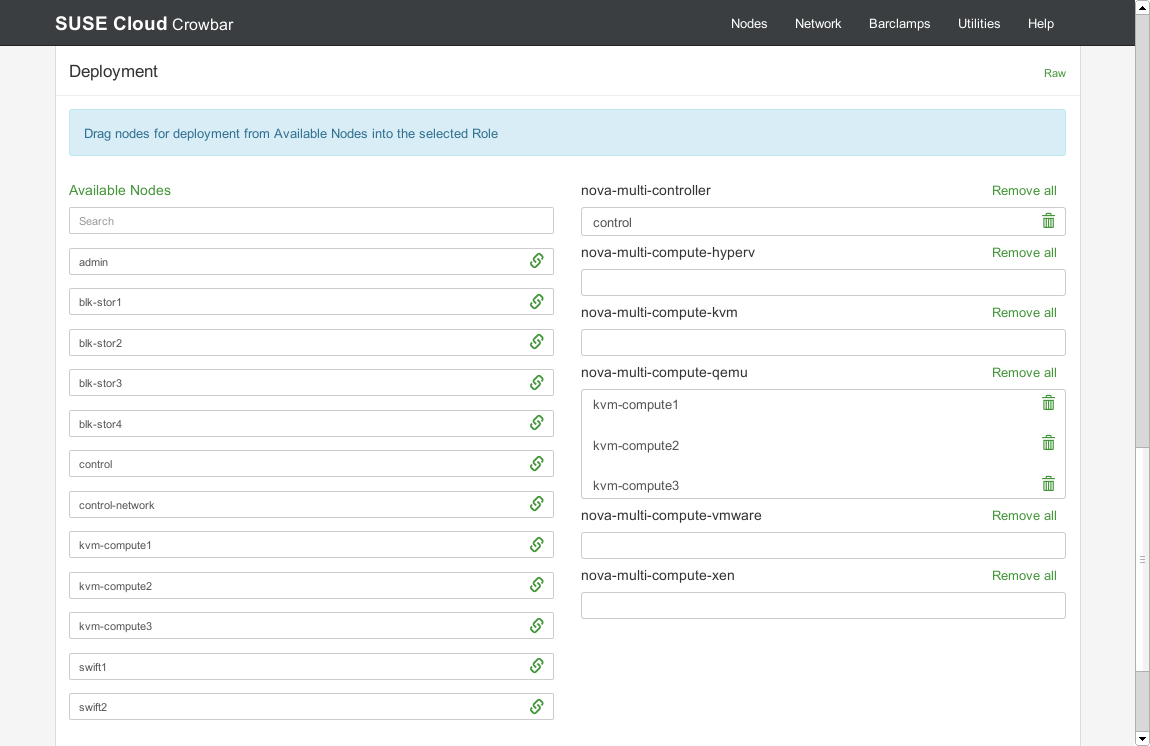 SUSE Cloud Crowbar
Nodes Network Barclamps Utilities Help
Deployment
Raw
Drag nodes for deployment from Available Nodes into the selected Role
Available Nodes
Search
admin
blk-stor1
blk-stor2
blk-stor3
blk-stor4
control
control-network
kvm-compute1
kvm-compute2
kvm-compute3
swift1
swift2
nova-multi-controller Remove all
control
nova-multi-compute-hyperv Remove all
nova-multi-compute-kvm Remove all
nova-multi-compute-qemu Remove all
kvm-compute1
kvm-compute2
kvm-compute3
nova-multi-compute-vmware Remove all
nova-multi-compute-xen Remove all